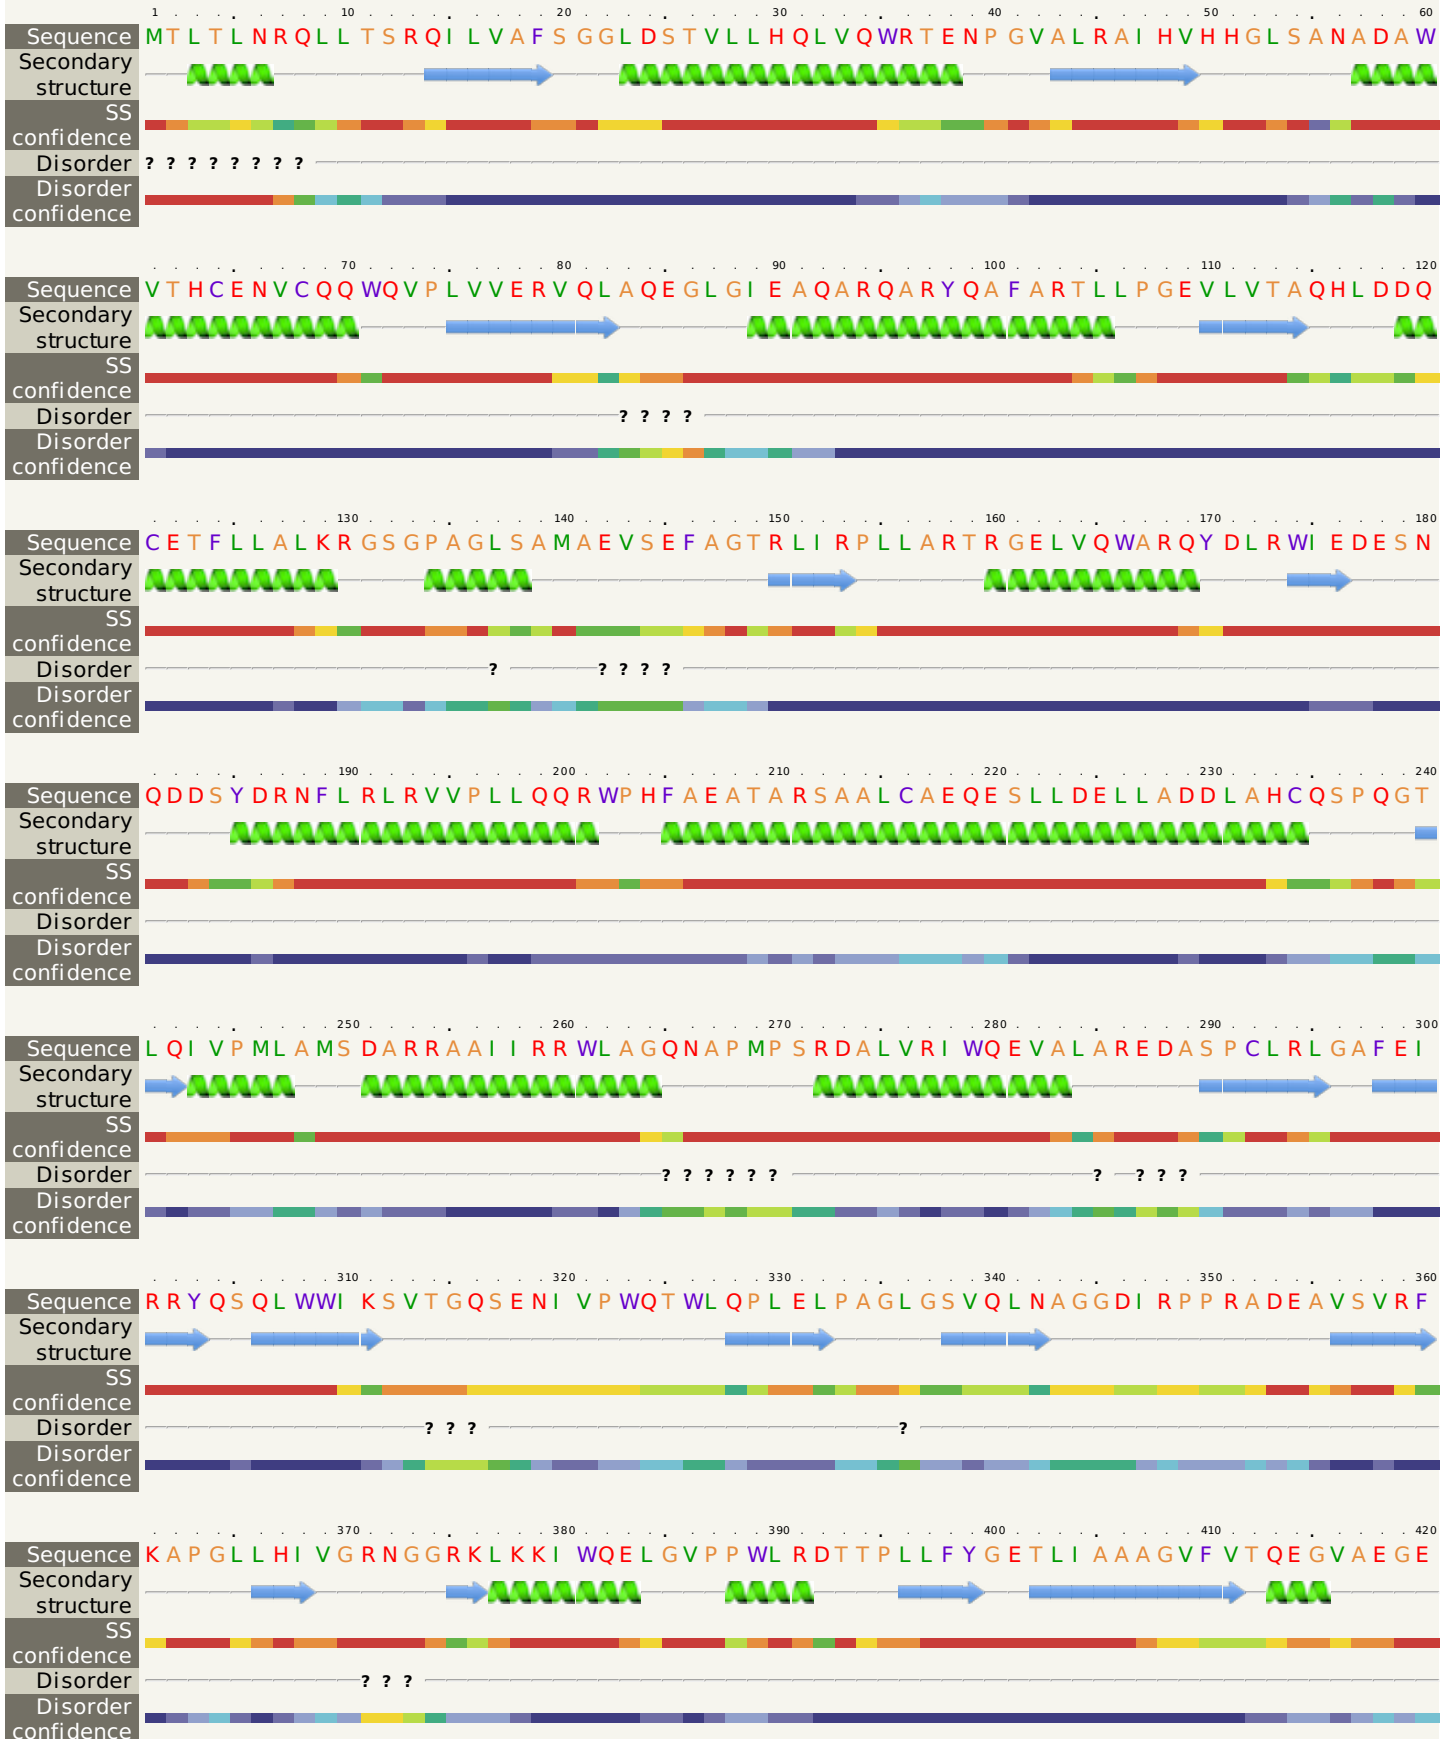 1 10 20 30 40 50 60
Sequence MTLTLNRQLLTSRQILVAFSGGLDSTVLLHQLVQWRTENPGVALRAIHVHHGLSANADAW
Secondary
structure
SS
confidence
Disorder ? ? ? ? ? ? ? ?
Disorder
confidence
70 80 90 100 110 120
Sequence VTHCENVCQQWQVPLVVERVQLAQEGLGIEAQARQARYQAFARTLLPGEVLVTAQHLDDQ
Secondary
structure
SS
confidence
Disorder ? ? ? ?
Disorder
confidence
130 140 150 160 170 180
Sequence CETFLLALKRGSGPAGLSAMAEVSEFAGTRLIRPLLARTRGELVQWARQYDLRWIEDESN
Secondary
structure
SS
confidence
Disorder ? ? ? ? ?
Disorder
confidence
190 200 210 220 230 240
Sequence QDDSYDRNFLRLRVVPLLQQRWPHFAEATARSAALCAEQESLLDELLADDLAHCQSPQGT
Secondary
structure
SS
confidence
Disorder
Disorder
confidence
250 260 270 280 290 300
Sequence LQIVPMLAMSDARRAAIIRRWLAGQNAPMPSRDALVRIWQEVALAREDASPCLRLGAFEI
Secondary
structure
SS
confidence
Disorder ? ? ? ? ? ? ? ? ? ?
Disorder
confidence
310 320 330 340 350 360
Sequence RRYQSQLWWIKSVTGQSENIVPWQTWLQPLELPAGLGSVQLNAGGDIRPPRADEAVSVRF
Secondary
structure
SS
confidence
Disorder ? ? ? ?
Disorder
confidence
370 380 390 400 410 420
Sequence KAPGLLHIVGRNGGRKLKKIWQELGVPPWLRDTTPLLFYGETLIAAAGVFVTQEGVAEGE
Secondary
structure
SS
confidence
Disorder ? ? ?
Disorder
confidence